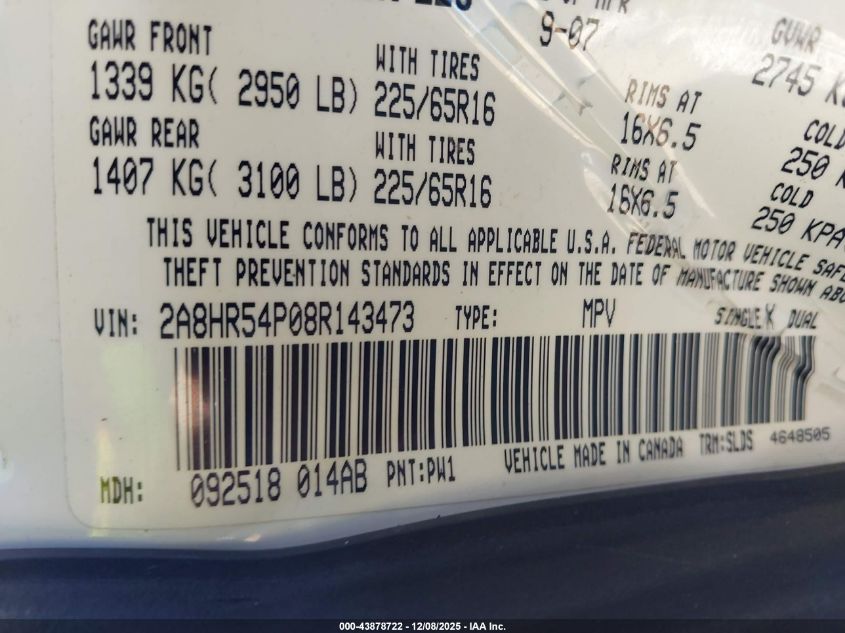 9-07
GVWR
GAWR FRONT
1339 KG( 2950 LB)
WITH TIRES
225/65R16
RIMS AT
16X6.5
2745
COLD
250
GAWR REAR
1407 KG( 3100 LB)
WITH TIRES
225/65R16
RIMS AT
16X6.5
COLD
250 KPA
THIS VEHICLE CONFORMS TO ALL APPLICABLE U.S.A. FEDERAL MOTOR VEHICLE SAFE
THEFT PREVENTION STANDARDS IN EFFECT ON THE DATE OF MANUFACTURE SHOWN ABO
VIN: 2A8HR54P08R143473 TYPE: MPV SINGLE X DUAL
MDH: 092518 014AB PNT:PW1 VEHICLE MADE IN CANADA TRM:SLDS 4648505
000-43878722 - 12/08/2025 - IAA Inc.